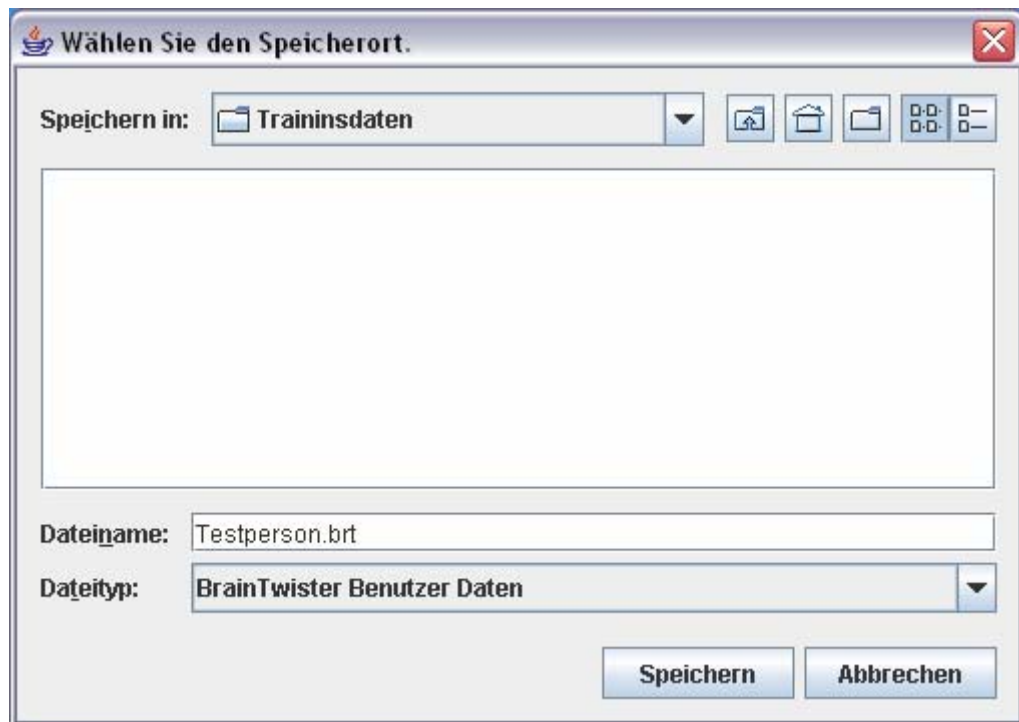 Wählen Sie den Speicherort.
Speichern in: Traininsdaten
Dateiname: Testperson.brt
Dateityp: BrainTwister Benutzer Daten
Speichern Abbrechen